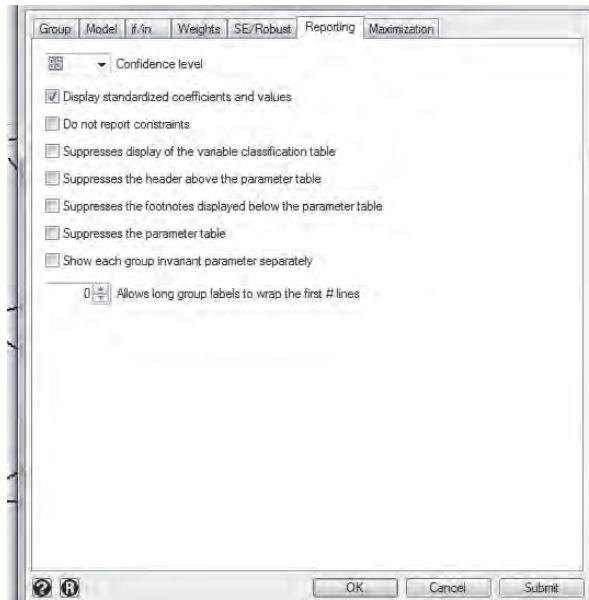 Group Model if/in Weights SE/Robust Reporting Maximization
Confidence level
Display standardized coefficients and values
Do not report constraints
Suppresses display of the variable classification table
Suppresses the header above the parameter table
Suppresses the footnotes displayed below the parameter table
Suppresses the parameter table
Show each group invariant parameter separately
0 Allows long group labels to wrap the first # lines
? R OK Cancel Submit